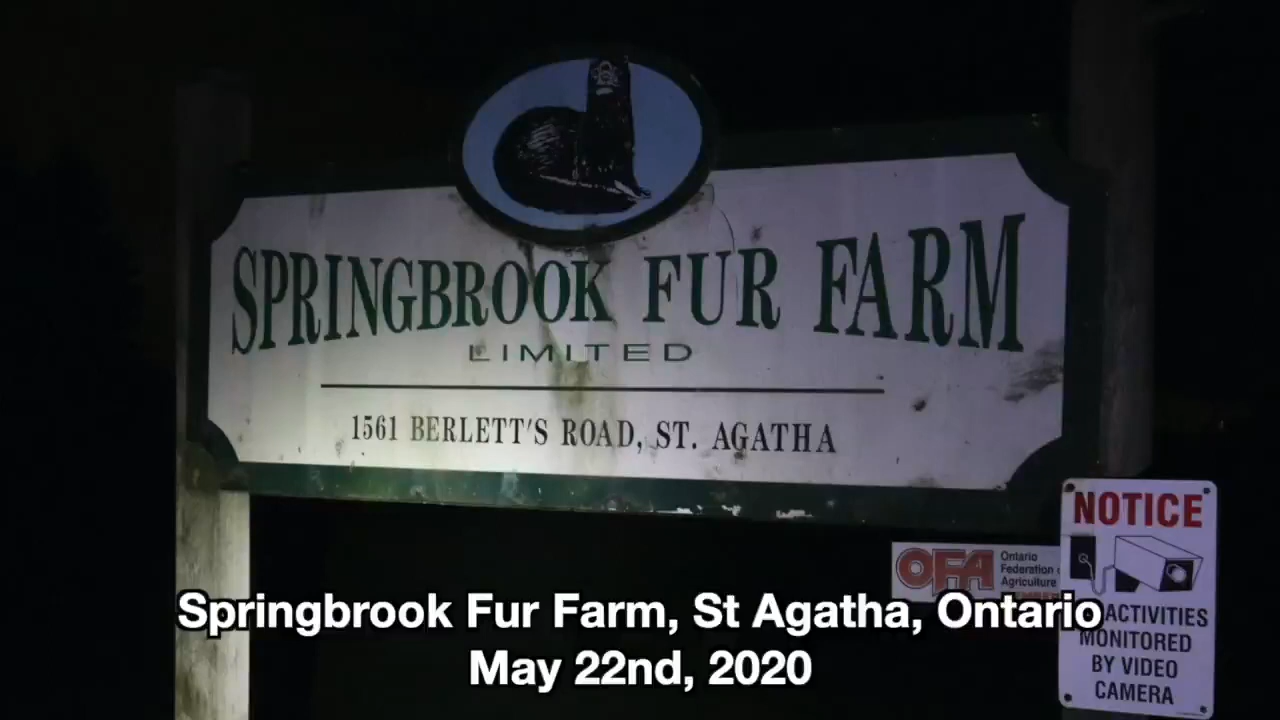 SPRINGBROOK FUR FARM
LIMITED
1561 BERLETT'S ROAD, ST. AGATHA
NOTICE
OFA
Ontario
Federation
Agriculture
ACTIVITIES
MONITORED
BY VIDEO
CAMERA
Springbrook Fur Farm, St Agatha, Ontario
May 22nd, 2020